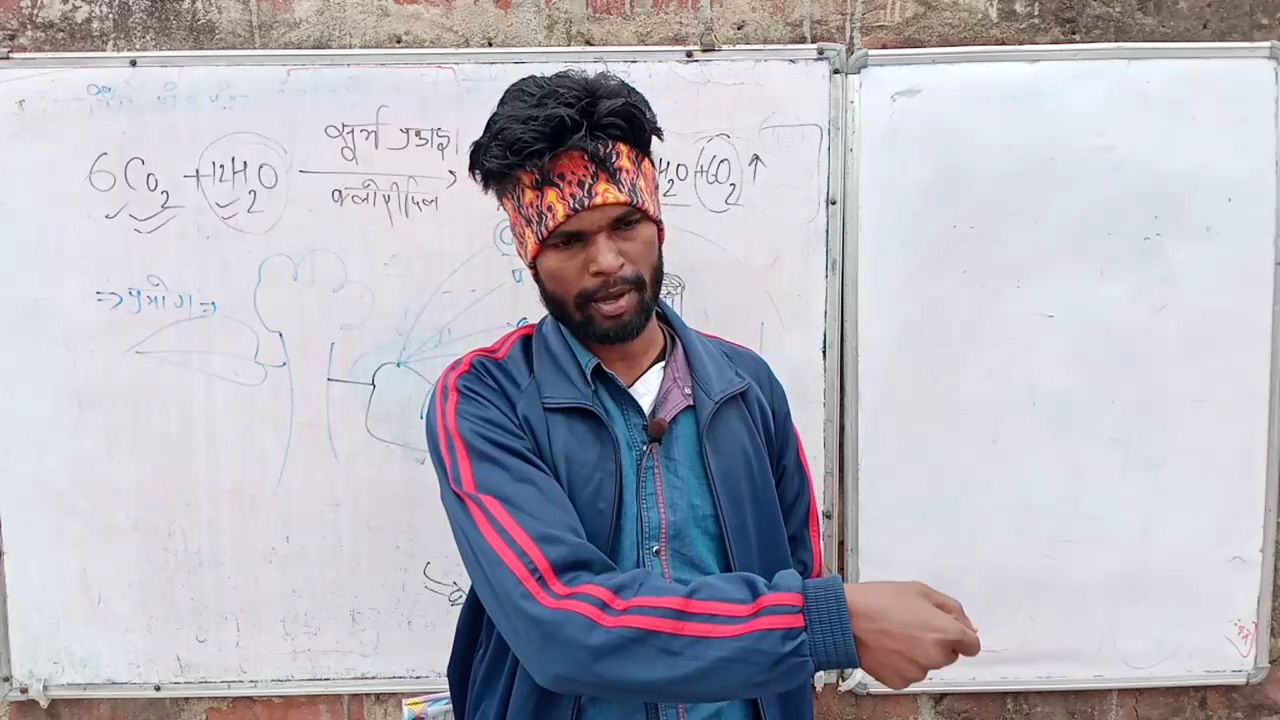 सूर्य प्रकाश
6CO₂ + 12H₂O → H₂O + 6O₂ ↑
क्लोरोफिल
⇒ प्रयोग →